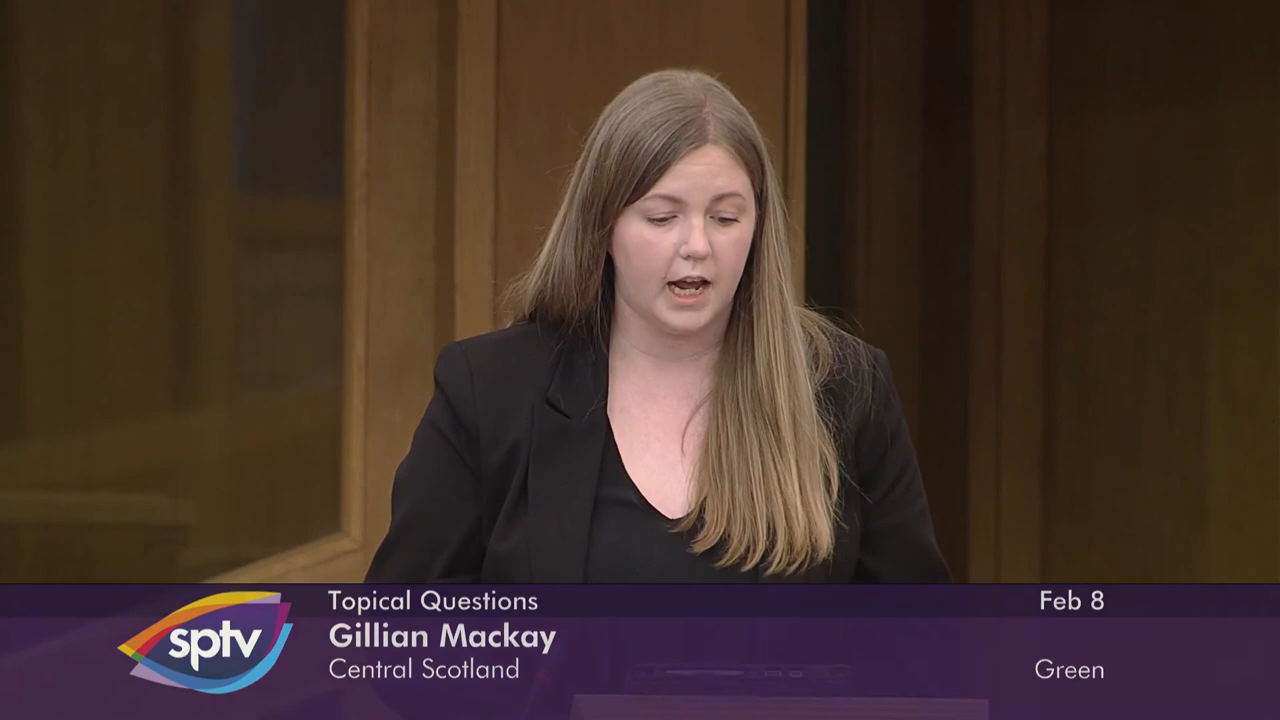 Topical Questions
Feb 8
sptv
Gillian Mackay
Central Scotland
Green